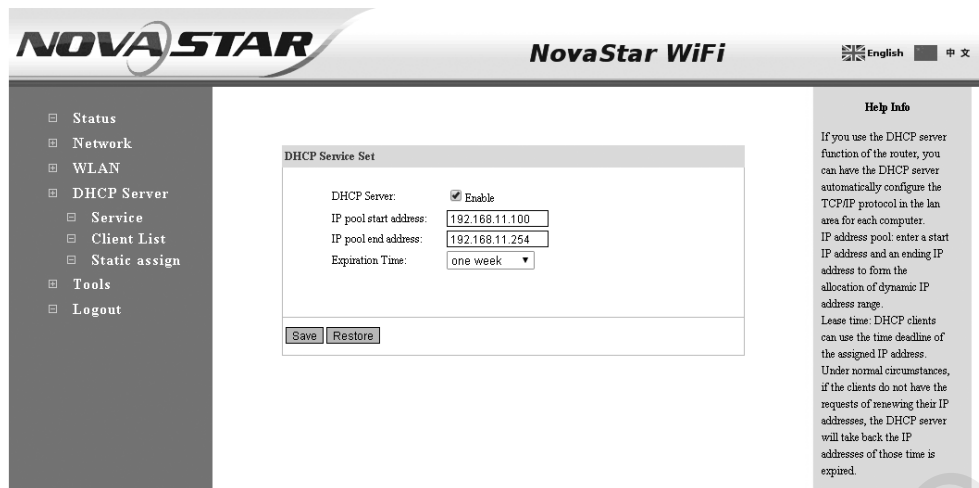 NOVASTAR
NovaStar WiFi
English
中文
Status
Network
WLAN
DHCP Server
Service
Client List
Static assign
Tools
Logout
DHCP Service Set
DHCP Server:
Enable
IP pool start address:
192.168.11.100
IP pool end address:
192.168.11.254
Expiration Time:
one week
Save
Restore
Help Info
If you use the DHCP server
function of the router, you
can have the DHCP server
automatically configure the
TCP/IP protocol in the lan
area for each computer.
IP address pool: enter a start
IP address and an ending IP
address to form the
allocation of dynamic IP
address range.
Lease time: DHCP clients
can use the time deadline of
the assigned IP address.
Under normal circumstances,
if the clients do not have the
requests of renewing their IP
addresses, the DHCP server
will take back the IP
addresses of those time is
expired.